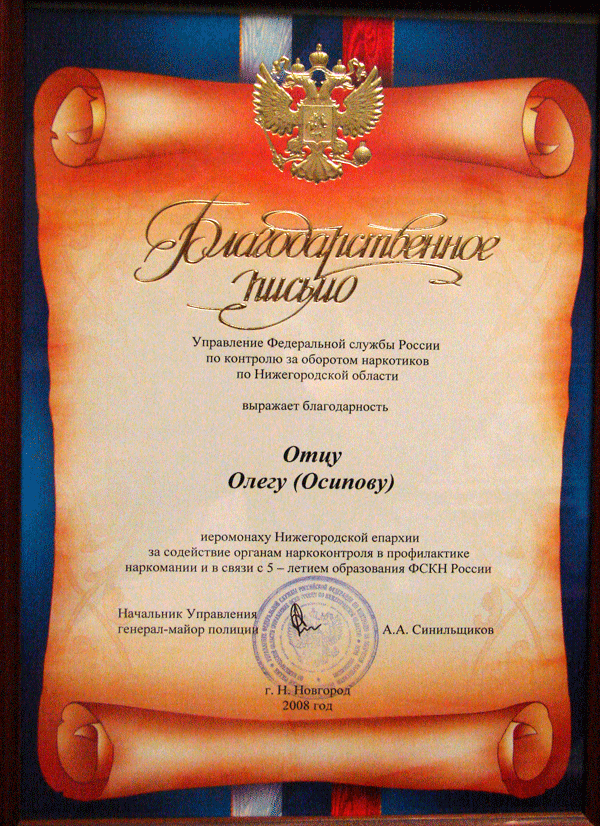 Благодарственное
письмо
Управление Федеральной службы России
по контролю за оборотом наркотиков
по Нижегородской области
выражает благодарность
Отцу
Олегу (Осипову)
иеромонаху Нижегородской епархии
за содействие органам наркоконтроля в профилактике
наркомании и в связи с 5 – летием образования ФСКН России
Начальник Управления
генерал-майор полиции А.А. Синильщиков
г. Н. Новгород
2008 год